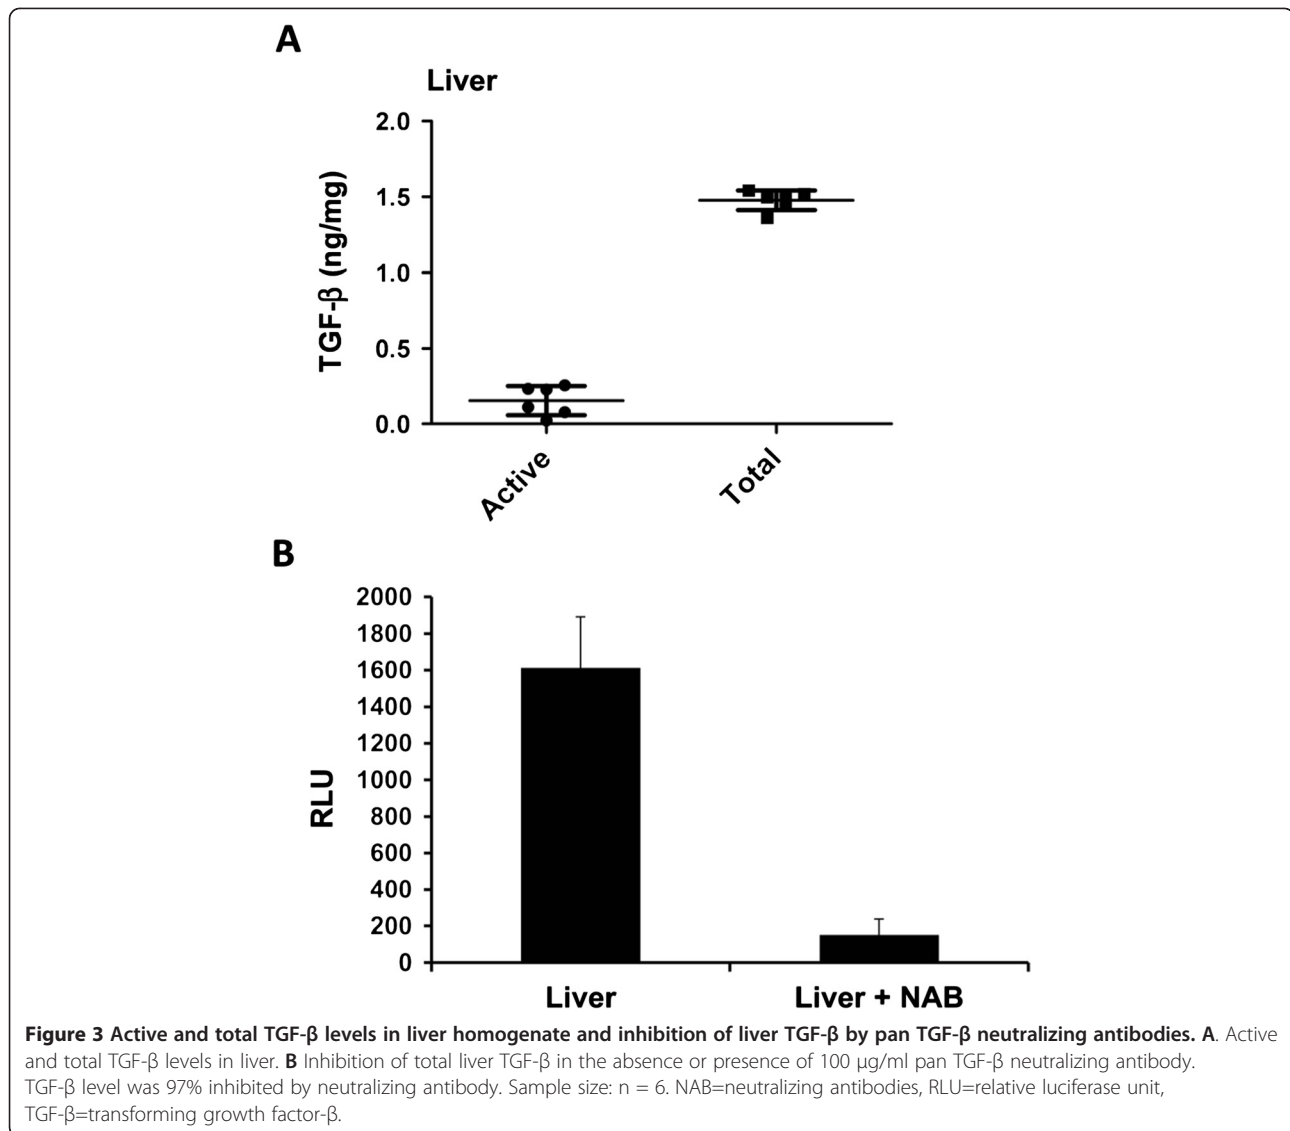 A
Liver
2.0
1.5
1.0
0.5
0.0
TGF-β (ng/mg)
Active
Total
B
2000
1800
1600
1400
1200
1000
800
600
400
200
0
RLU
Liver
Liver + NAB
Figure 3 Active and total TGF-β levels in liver homogenate and inhibition of liver TGF-β by pan TGF-β neutralizing antibodies. A. Active
and total TGF-β levels in liver. B Inhibition of total liver TGF-β in the absence or presence of 100 μg/ml pan TGF-β neutralizing antibody.
TGF-β level was 97% inhibited by neutralizing antibody. Sample size: n = 6. NAB=neutralizing antibodies, RLU=relative luciferase unit,
TGF-β=transforming growth factor-β.